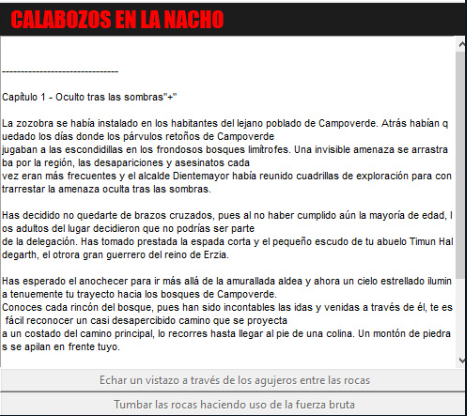 CALABOZOS EN LA NACHO
------------------------------
Capítulo 1 - Oculto tras las sombras"+"
La zozobra se había instalado en los habitantes del lejano poblado de Campoverde. Atrás habían q
uedado los días donde los párvulos retoños de Campoverde
jugaban a las escondidillas en los frondosos bosques limítrofes. Una invisible amenaza se arrastra
ba por la región, las desapariciones y asesinatos cada
vez eran más frecuentes y el alcalde Dientemayor había reunido cuadrillas de exploración para con
trarrestar la amenaza oculta tras las sombras.
Has decidido no quedarte de brazos cruzados, pues al no haber cumplido aún la mayoría de edad, l
os adultos del lugar decidieron que no podrías ser parte
de la delegación. Has tomado prestada la espada corta y el pequeño escudo de tu abuelo Timun Hal
degarth, el otrora gran guerrero del reino de Erzia.
Has esperado el anochecer para ir más allá de la amurallada aldea y ahora un cielo estrellado ilumin
a tenuemente tu trayecto hacia los bosques de Campoverde.
Conoces cada rincón del bosque, pues han sido incontables las idas y venidas a través de él, te es
fácil reconocer un casi desapercibido camino que se proyecta
a un costado del camino principal, lo recorres hasta llegar al pie de una colina. Un montón de piedra
s se apilan en frente tuyo.
Echar un vistazo a través de los agujeros entre las rocas
Tumbar las rocas haciendo uso de la fuerza bruta